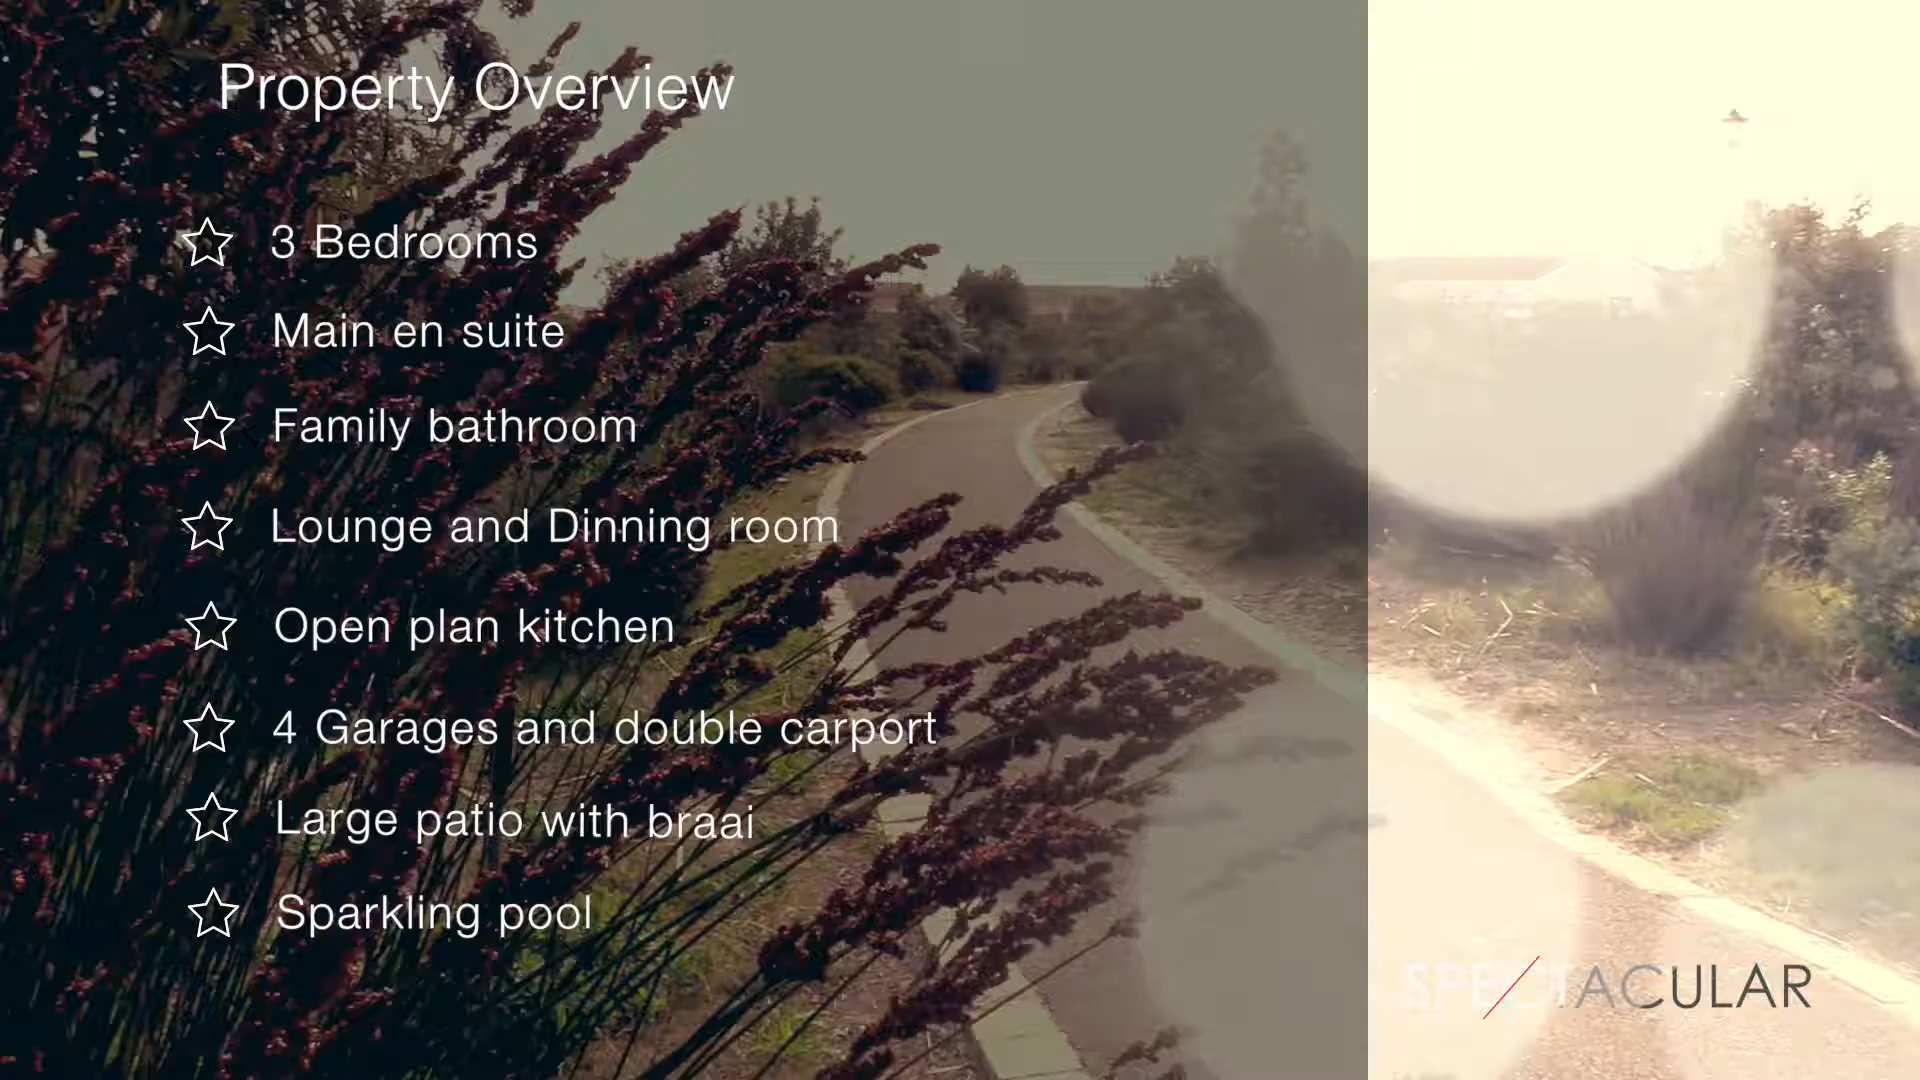 Property Overview
3 Bedrooms
Main en suite
Family bathroom
Lounge and Dinning room
Open plan kitchen
4 Garages and double carport
Large patio with braai
Sparkling pool
SPECTACULAR